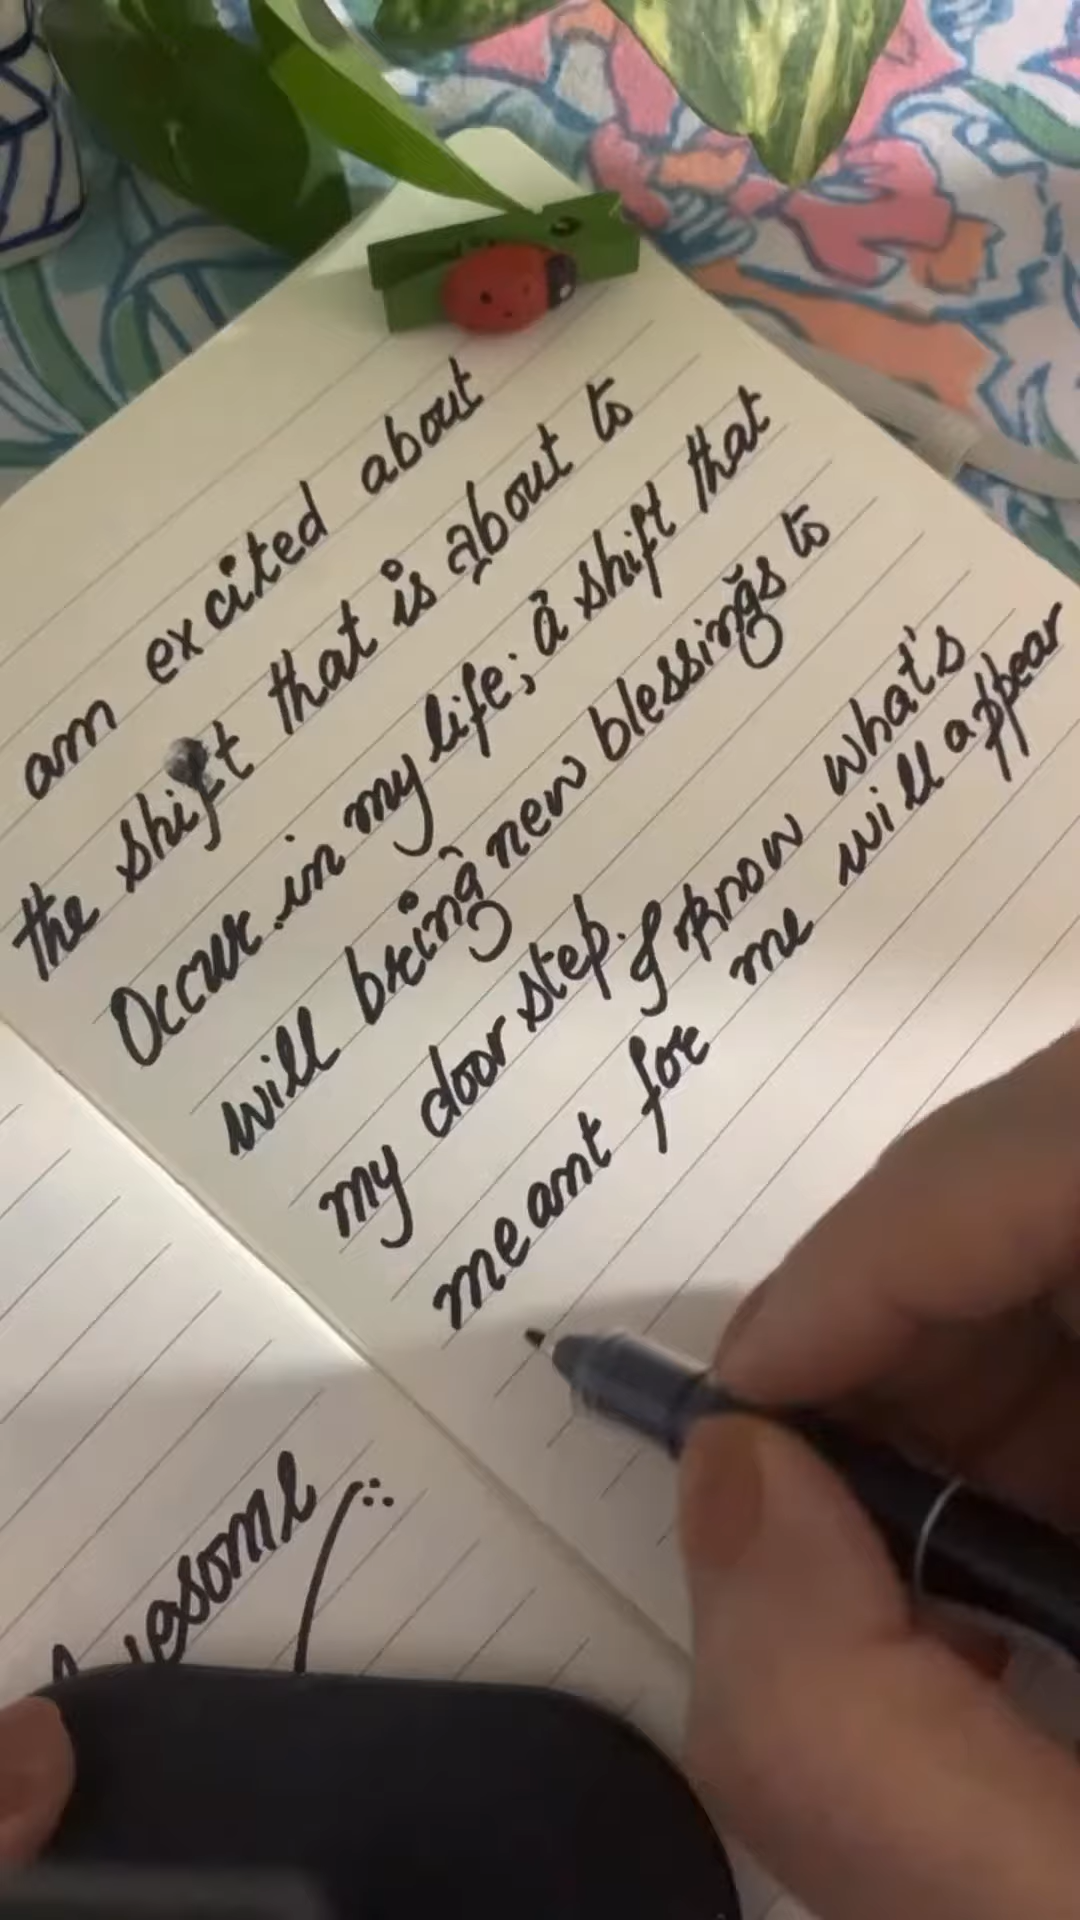 am excited about
the shift that is about to
Occur in my life; a shift that
will bring new blessings to
my door step. I know what's
meant for me will appear
Awesome